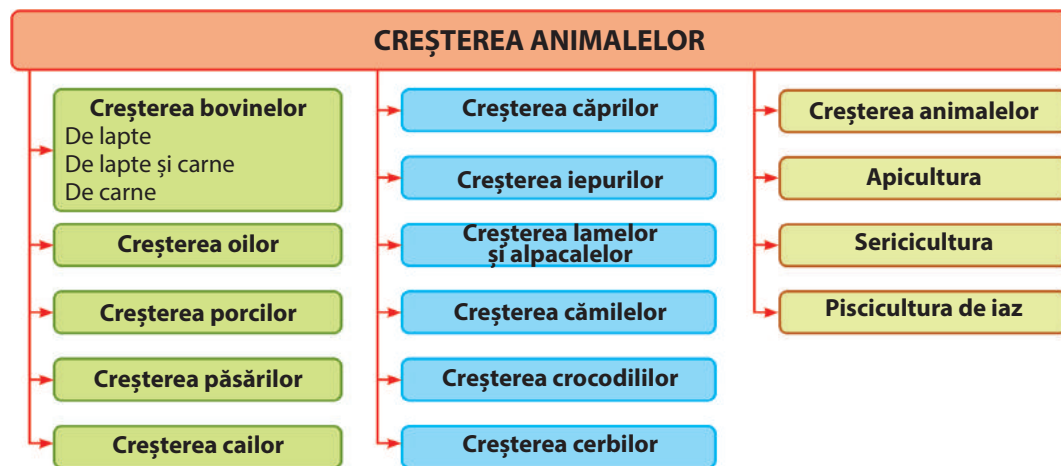 CREȘTEREA ANIMALELOR
Creșterea bovinelor
De lapte
De lapte și carne
De carne
Creșterea oilor
Creșterea porcilor
Creșterea păsărilor
Creșterea cailor
Creșterea căprilor
Creșterea iepurilor
Creșterea lamelor
și alpacalelor
Creșterea cămilelor
Creșterea crocodililor
Creșterea cerbilor
Creșterea animalelor
Apicultura
Sericicultura
Piscicultura de iaz